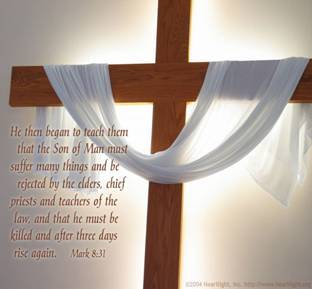 He then began to teach them
that the Son of Man must
suffer many things and be
rejected by the elders, chief
priests and teachers of the
law, and that he must be
killed and after three days
rise again. Mark 8:31
©2004 Heartlight, Inc. http://www.heartlight.org